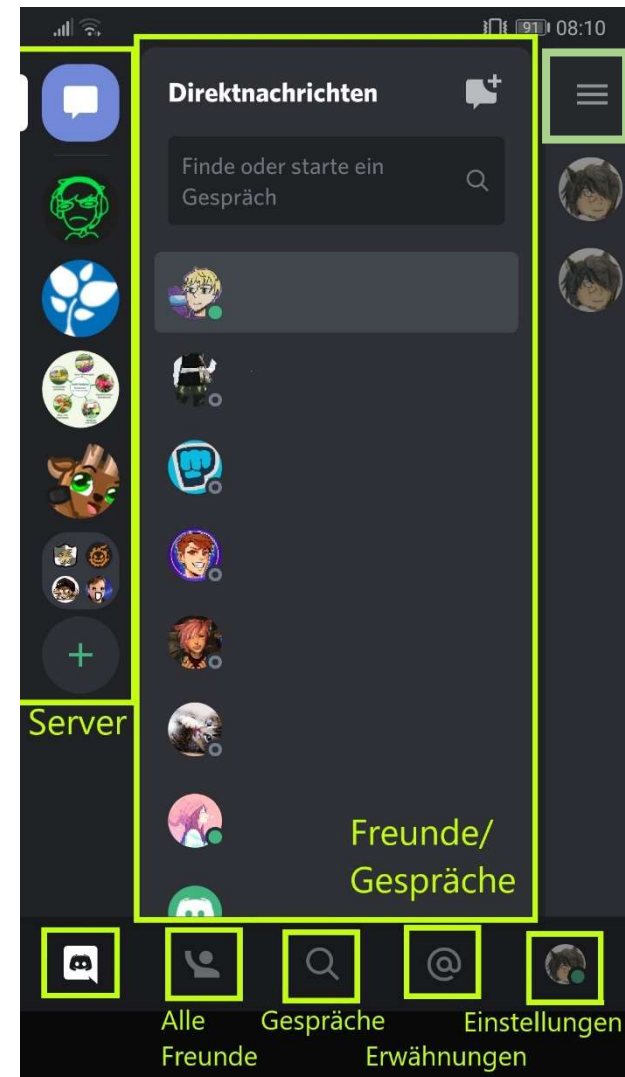 91 08:10
Direktnachrichten
Finde oder starte ein
Gespräch
Server
Freunde/
Gespräche
Alle
Freunde
Gespräche
Erwähnungen
Einstellungen